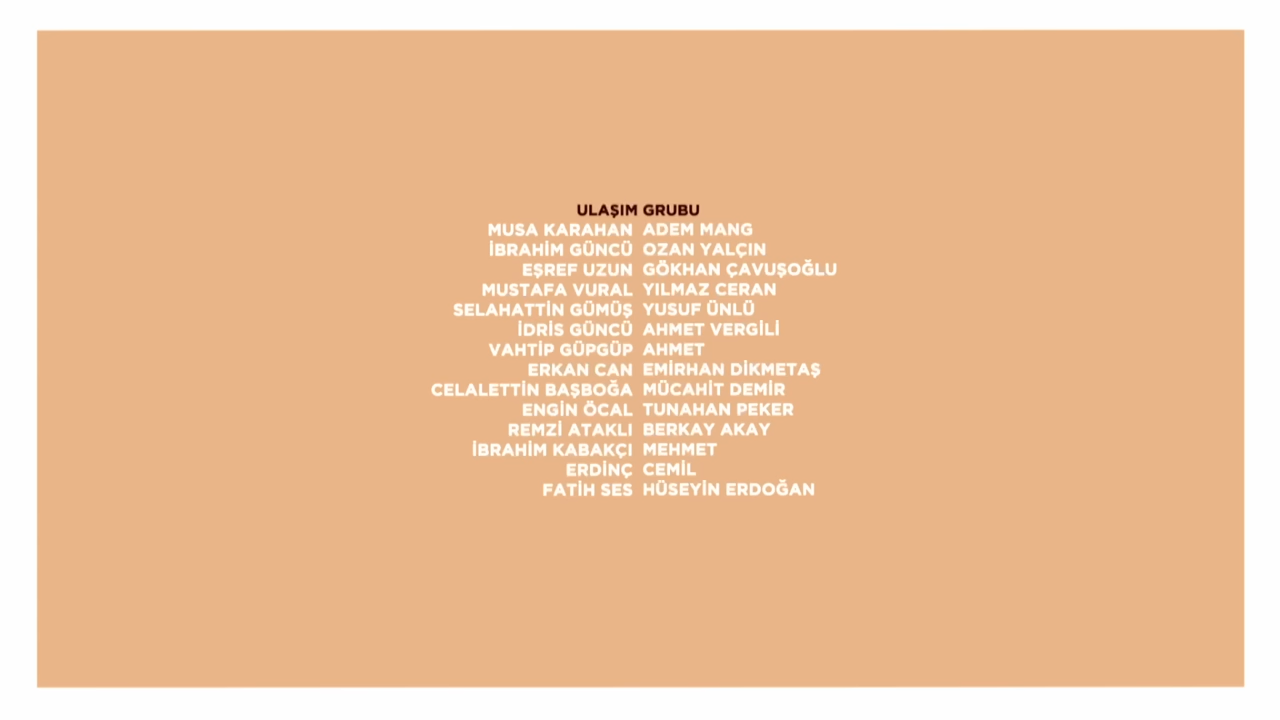 ULAŞIM GRUBU
MUSA KARAHAN ADEM MANG
İBRAHİM GÜNCÜ OZAN YALÇIN
EŞREF UZUN GÖKHAN ÇAVUŞOĞLU
MUSTAFA VURAL YILMAZ CERAN
SELAHATTİN GÜMÜŞ YUSUF ÜNLÜ
İDRİS GÜNCÜ AHMET VERGİLİ
VAHTİP GÜPGÜP AHMET
ERKAN CAN EMİRHAN DİKMETAŞ
CELALETTİN BAŞBOĞA MÜCAHİT DEMİR
ENGİN ÖCAL TUNAHAN PEKER
REMZİ ATAKLI BERKAY AKAY
İBRAHİM KABAKÇI MEHMET
ERDİNÇ CEMİL
FATİH SES HÜSEYİN ERDOĞAN